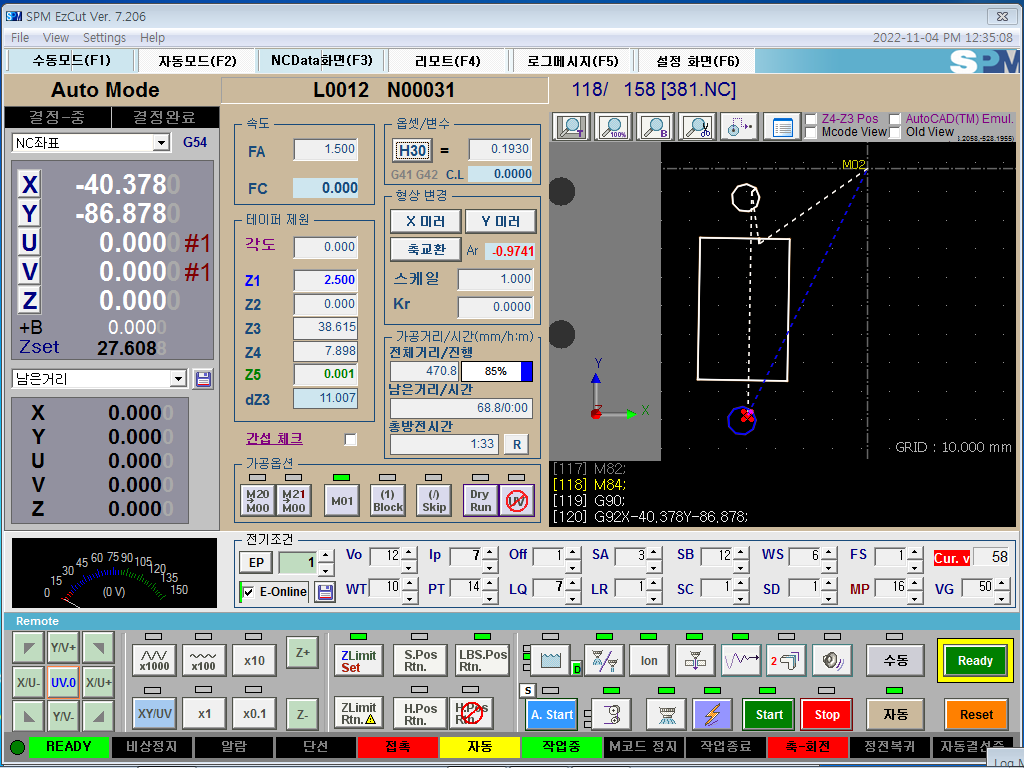 SPM EzCut Ver. 7.206
File View Settings Help
2022-11-04 PM 12:35:08
수동모드(F1) 자동모드(F2) NCData화면(F3) 리모트(F4) 로그메시지(F5) 설정 화면(F6)
SPM
Auto Mode
L0012 N00031
118/ 158 [381.NC]
결정-중 결정완료
NC좌표 G54
X -40.3780
Y -86.8780
U 0.0000 #1
V 0.0000 #1
Z 0.0000
+B 0.0000
Zset 27.6088
남은거리
X 0.0000
Y 0.0000
U 0.0000
V 0.0000
Z 0.0000
속도
FA 1.500
FC 0.000
테이퍼 제원
각도 0.000
Z1 2.500
Z2 0.000
Z3 38.615
Z4 7.898
Z5 0.001
dZ3 11.007
간섭 체크
옵셋/변수
H30 = 0.1930
G41 G42 C.L 0.0000
형상 변경
X 미러 Y 미러
축교환 Ar -0.9741
스케일 1.000
Kr 0.0000
가공거리/시간(mm/h:m)
전체거리/진행
470.8 85%
남은거리/시간
68.8/0:00
총방전시간
1:33 R
가공옵션
M20 M00
M21 M00
M01
(1) Block
(/) Skip
Dry Run
UV
T 100% B
Z4-Z3 Pos AutoCAD(TM) Emul.
Mcode View Old View
M02
Y
X
Z
GRID : 10.000 mm
[117] M82;
[118] M84;
[119] G90;
[120] G92X-40.378Y-86.878;
0 15 30 45 60 75 90 105 120 135 150
(0 V)
전기조건
EP 1
E-Online
Vo 12 Ip 7 Off 1 SA 3 SB 12 WS 6 FS 1 Cur. v 58
WT 10 PT 14 LQ 7 LR 1 SC 1 SD 1 MP 16 VG 50
Remote
Y/V+
X/U- UV.0 X/U+
Y/V-
x1000 x100 x10 Z+
XY/UV x1 x0.1 Z-
ZLimit Set
S.Pos Rtn.
LBS.Pos Rtn.
ZLimit Rtn.
H.Pos Rtn.
H.Pos Rtn.
D
Ion
2
수동
Ready
S
A. Start
Start
Stop
자동
Reset
READY 비상정지 알람 단선 접촉 자동 작업중 M코드 정지 작업종료 축-회전 정전복귀 자동결선중